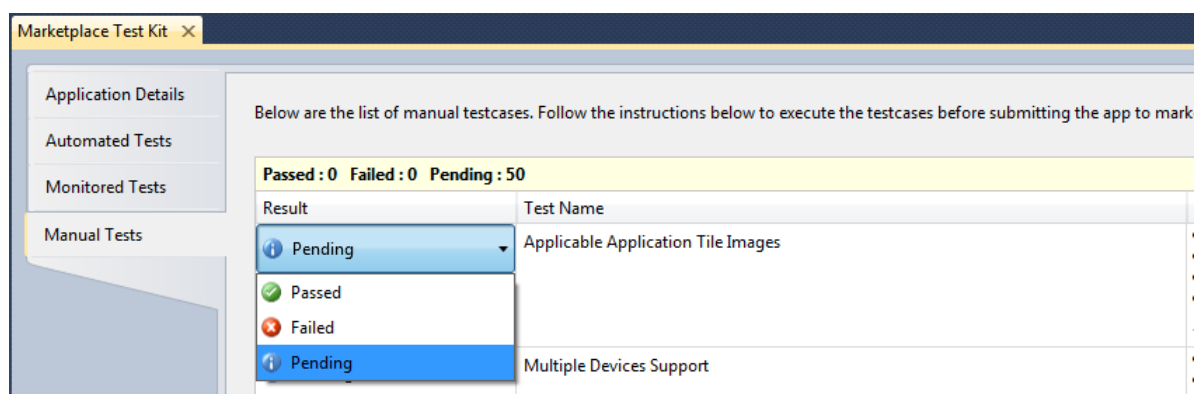 Marketplace Test Kit
Application Details
Automated Tests
Monitored Tests
Manual Tests
Below are the list of manual testcases. Follow the instructions below to execute the testcases before submitting the app to
Passed : 0 Failed : 0 Pending : 50
Result Test Name
Pending Applicable Application Tile Images
Passed
Failed
Pending
Multiple Devices Support